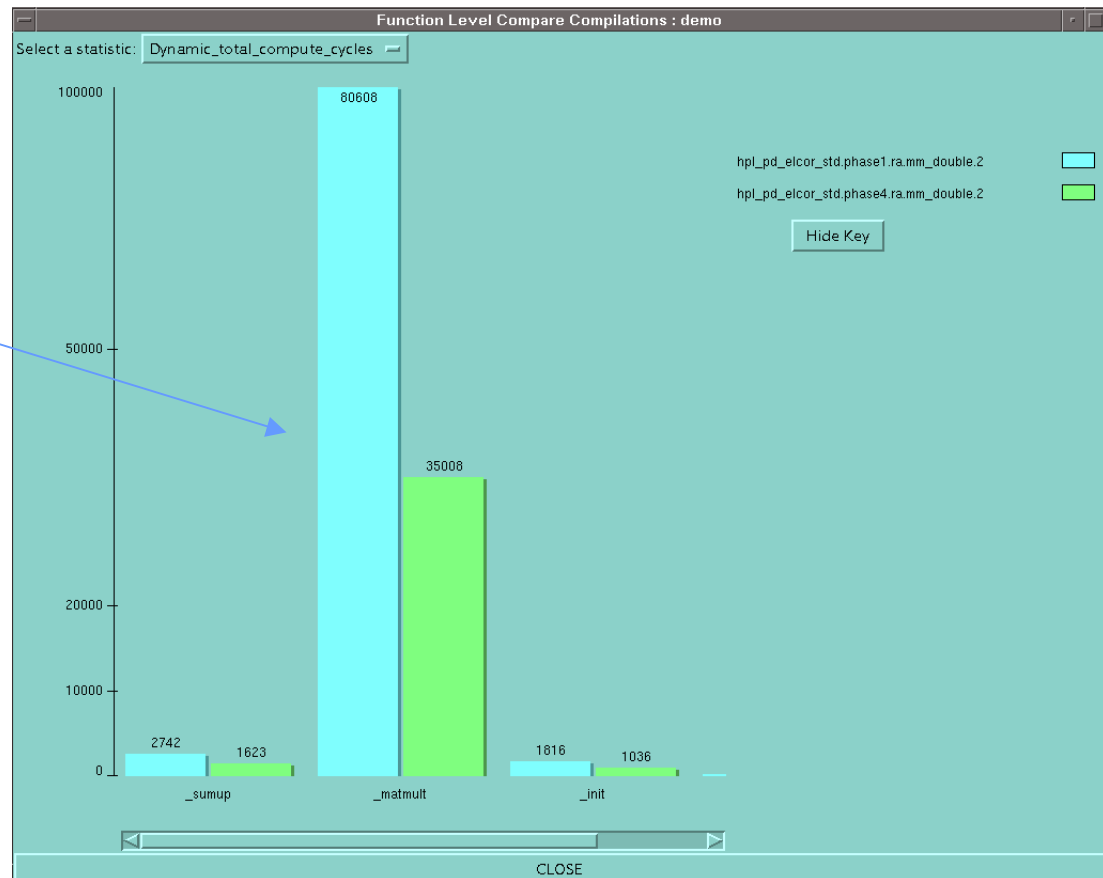 Function Level Compare Compilations : demo
Select a statistic: Dynamic_total_compute_cycles
100000
80608
hpl_pd_elcor_std.phase1.ra.mm_double.2
hpl_pd_elcor_std.phase4.ra.mm_double.2
Hide Key
50000
35008
20000
10000
2742
1623
1816
1036
0
_sumup
_matmult
_init
CLOSE